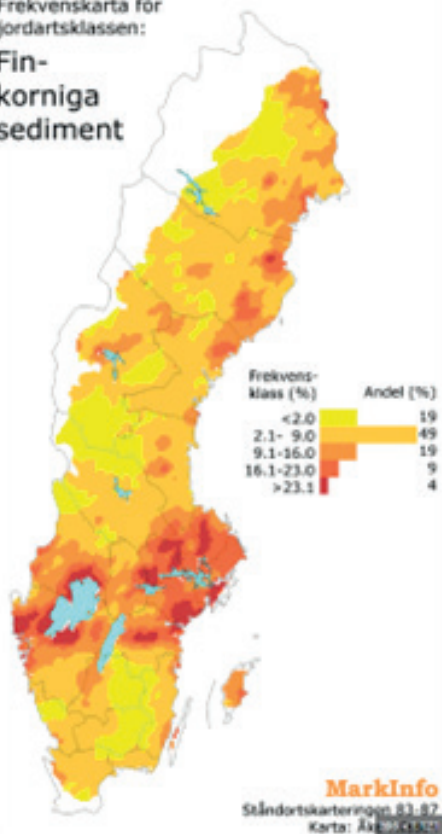 Frekvenskarta för
jordartsklassen:
Fin-
korniga
sediment
Frekvens-
klass (%) Andel (%)
<2.0 19
2.1- 9.0 49
9.1-16.0 19
16.1-23.0 9
>23.1 4
MarkInfo
Ståndortskarteringen 83-87.
Karta: